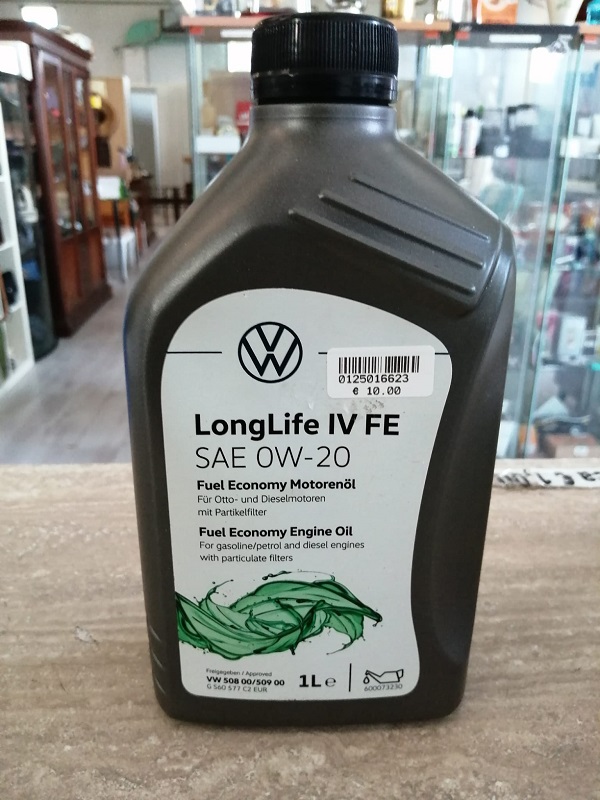 VW
0125016623
€ 10.00
LongLife IV FE
SAE 0W-20
Fuel Economy Motorenöl
Für Otto- und Dieselmotoren
mit Partikelfilter
Fuel Economy Engine Oil
For gasoline/petrol and diesel engines
with particulate filters
Freigegeben / Approved
VW 508 00/509 00
G S60 577 C2 EUR
1L e
600073230